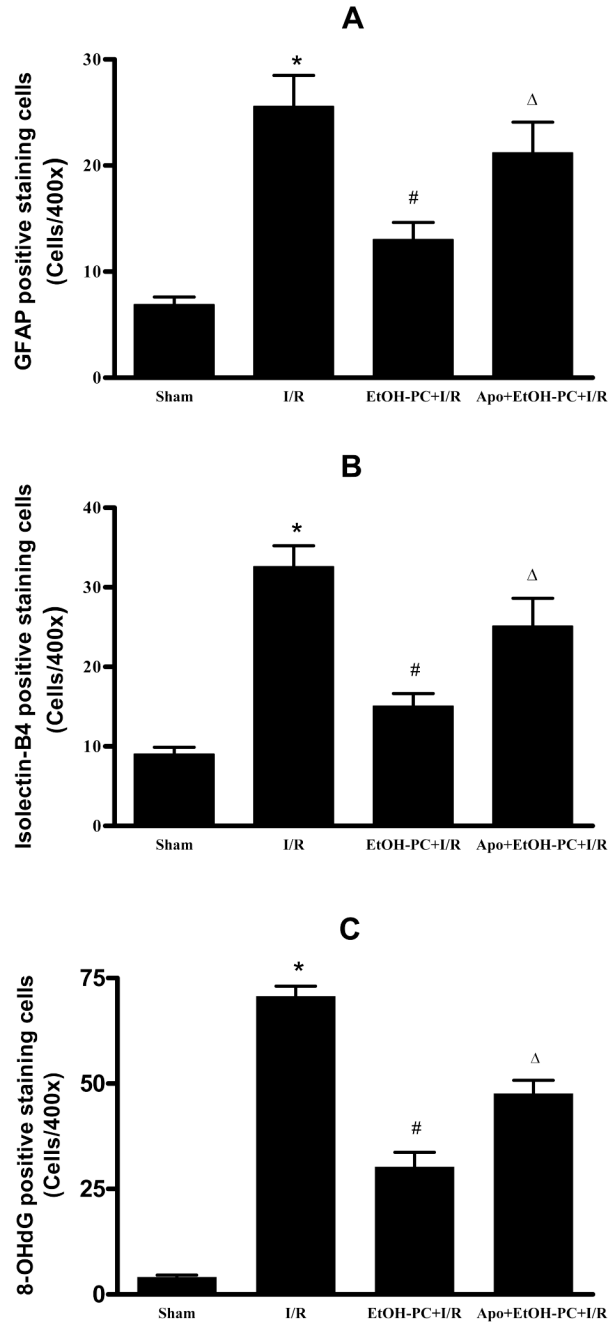 A
GFAP positive staining cells
(Cells/400x)
30
20
10
0
*
#
Δ
Sham
I/R
EtOH-PC+I/R
Apo+EtOH-PC+I/R
B
Isolectin-B4 positive staining cells
(Cells/400x)
40
30
20
10
0
*
#
Δ
Sham
I/R
EtOH-PC+I/R
Apo+EtOH-PC+I/R
C
8-OHdG positive staining cells
(Cells/400x)
75
50
25
0
*
#
Δ
Sham
I/R
EtOH-PC+I/R
Apo+EtOH-PC+I/R